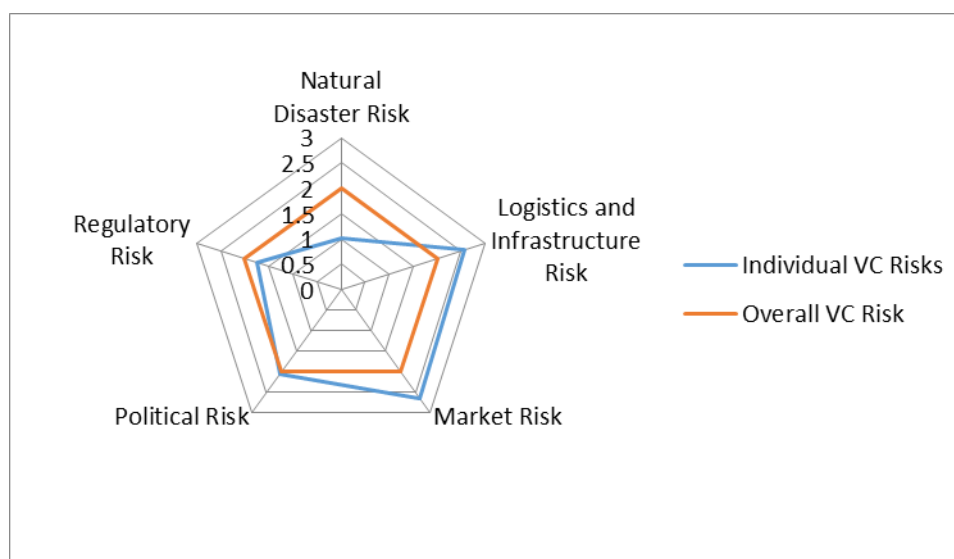 Natural
Disaster Risk
3
2.5
2
1.5
1
0.5
0
Logistics and
Infrastructure
Risk
Market Risk
Political Risk
Regulatory
Risk
Individual VC Risks
Overall VC Risk